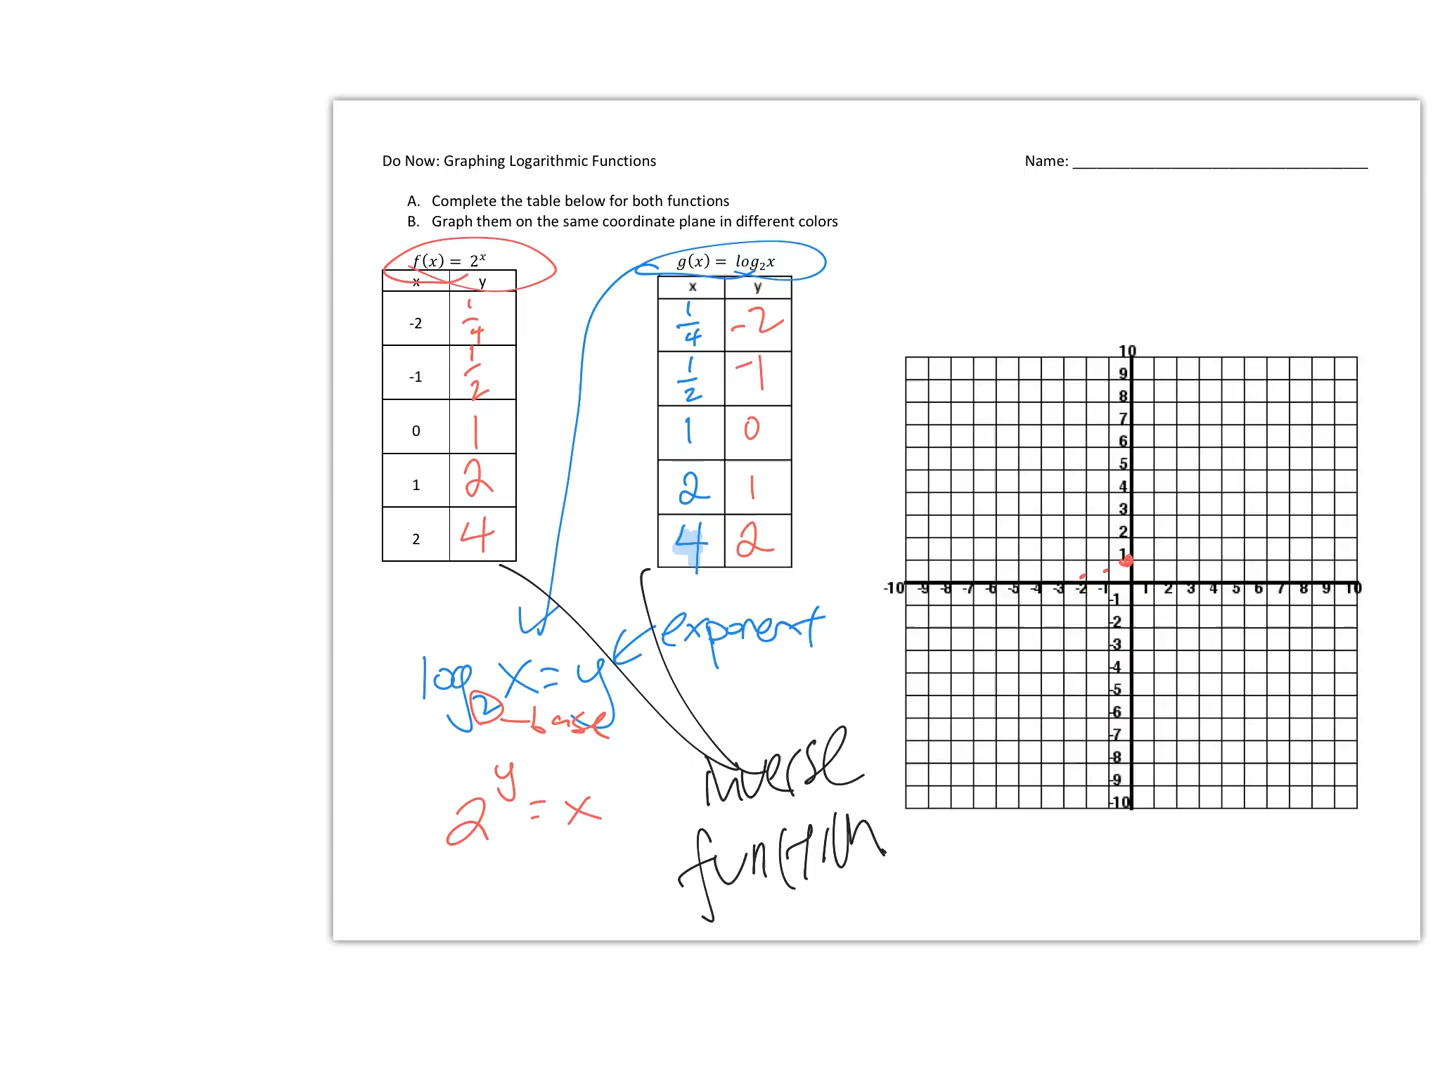 Do Now: Graphing Logarithmic Functions
Name: ______________________________
A. Complete the table below for both functions
B. Graph them on the same coordinate plane in different colors
f(x) = 2ˣ
x y
-2 1/4
-1 1/2
0 1
1 2
2 4
g(x) = log₂x
x y
1/4 -2
1/2 -1
1 0
2 1
4 2
log₂ x = y ← exponent
base
2^y = x
inverse
function
10
9
8
7
6
5
4
3
2
1
-10 -9 -8 -7 -6 -5 -4 -3 -2 -1 1 2 3 4 5 6 7 8 9 10
-1
-2
-3
-4
-5
-6
-7
-8
-9
-10